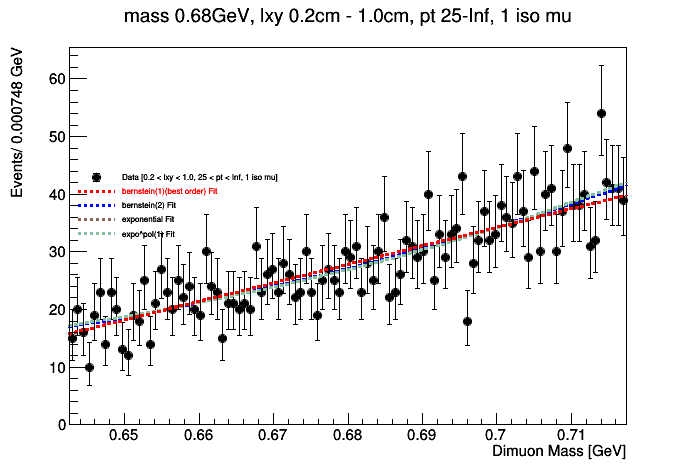 mass 0.68GeV, lxy 0.2cm - 1.0cm, pt 25-Inf, 1 iso mu
Events/ 0.000748 GeV
60
50
40
30
20
10
0
Data [0.2 < lxy < 1.0, 25 < pt < Inf, 1 iso mu]
bernstein(1)(best order) Fit
bernstein(2) Fit
exponential Fit
expo*pol(1) Fit
0.65 0.66 0.67 0.68 0.69 0.7 0.71
Dimuon Mass [GeV]